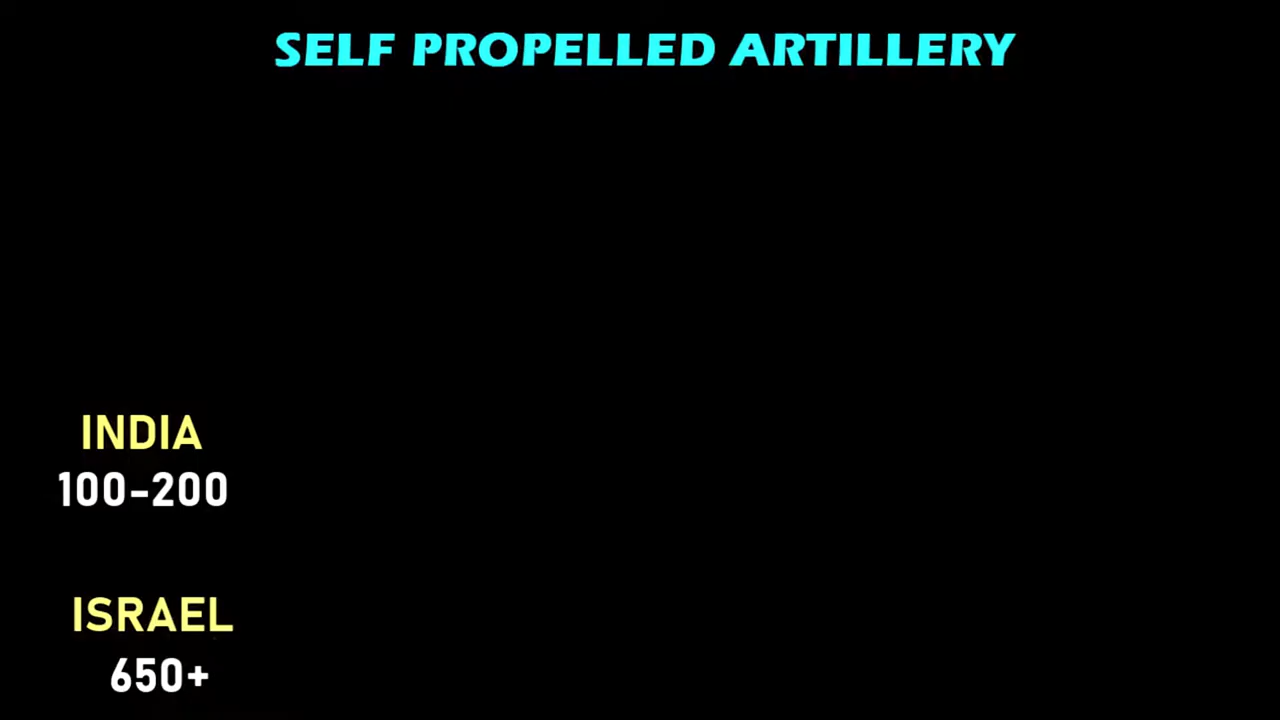 SELF PROPELLED ARTILLERY
INDIA
100-200
ISRAEL
650+